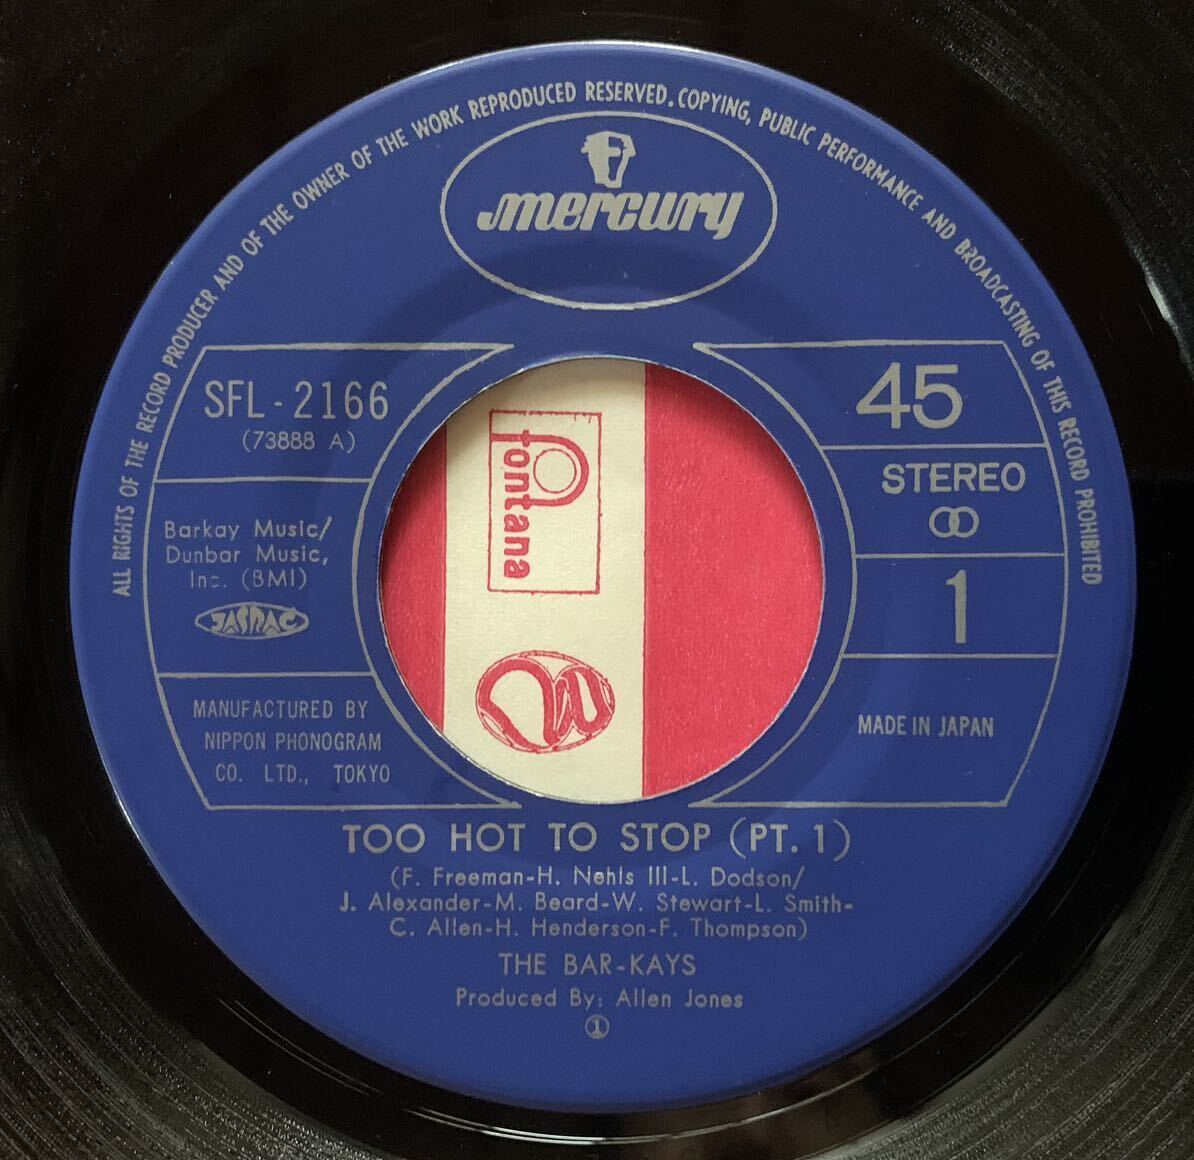 ALL RIGHTS OF THE RECORD PRODUCER AND OF THE OWNER OF THE WORK REPRODUCED RESERVED. COPYING, PUBLIC PERFORMANCE AND BROADCASTING OF THIS RECORD PROHIBITED
mercury
SFL-2166
(73888 A)
Barkay Music/
Dunbar Music,
Inc. (BMI)
JASRAC
MANUFACTURED BY
NIPPON PHONOGRAM
CO. LTD., TOKYO
fontana
45
STEREO
1
MADE IN JAPAN
TOO HOT TO STOP (PT. 1)
(F. Freeman-H. Nehis III-L. Dodson/
J. Alexander-M. Beard-W. Stewart-L. Smith-
C. Allen-H. Henderson-F. Thompson)
THE BAR-KAYS
Produced By: Allen Jones
①